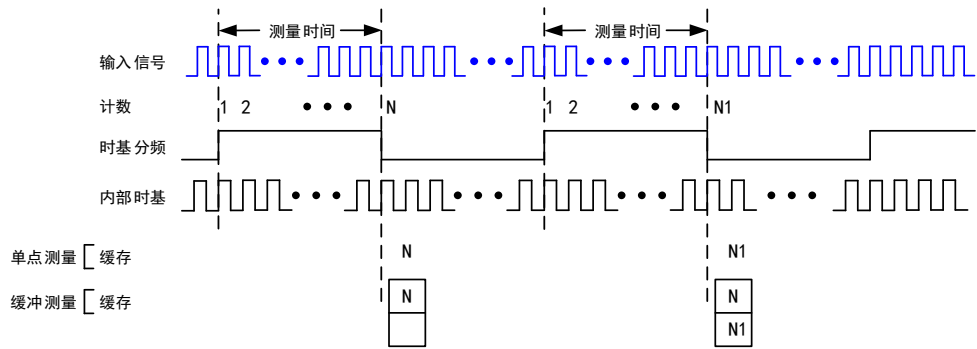 测量时间 测量时间
输入信号
计数 1 2 N 1 2 N1
时基分频
内部时基
单点测量 缓存 N N1
缓冲测量 缓存 N N
N1